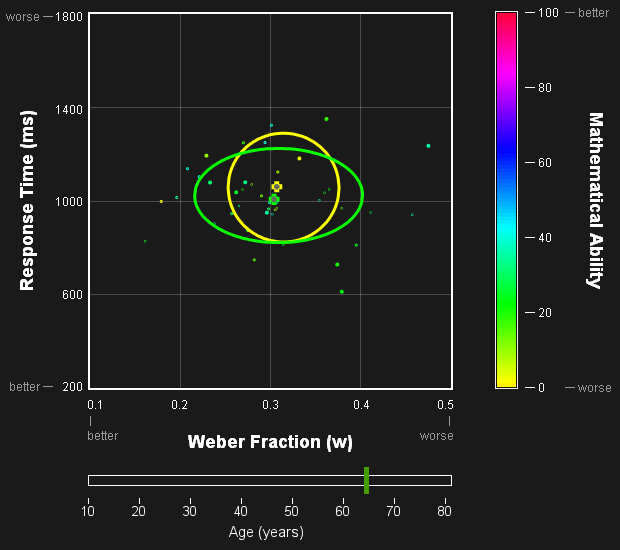 worse
1800
1400
1000
600
200
better
Response Time (ms)
0.1 0.2 0.3 0.4 0.5
better
worse
Weber Fraction (w)
100
80
60
40
20
0
better
worse
Mathematical Ability
10 20 30 40 50 60 70 80
Age (years)